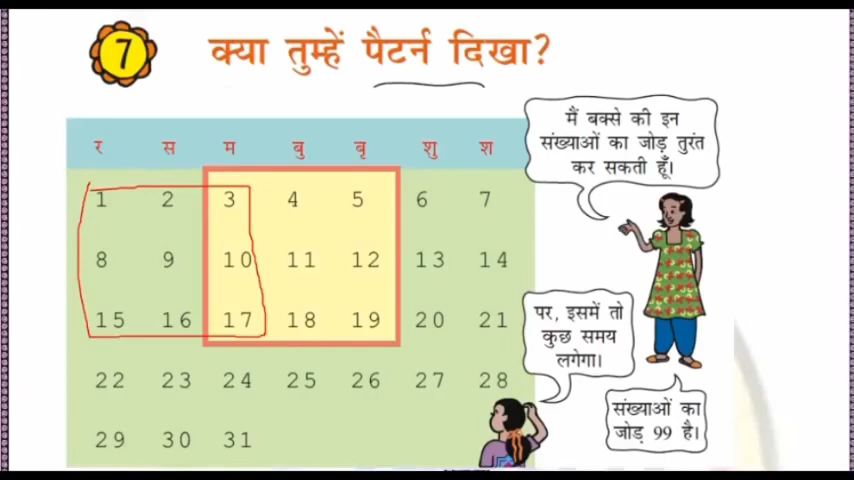 7 क्या तुम्हें पैटर्न दिखा?
मैं बक्से की इन
संख्याओं का जोड़ तुरंत
कर सकती हूँ।
र स म बु बृ शु श
1 2 3 4 5 6 7
8 9 10 11 12 13 14
15 16 17 18 19 20 21
22 23 24 25 26 27 28
29 30 31
पर, इसमें तो
कुछ समय
लगेगा।
संख्याओं का
जोड़ 99 है।